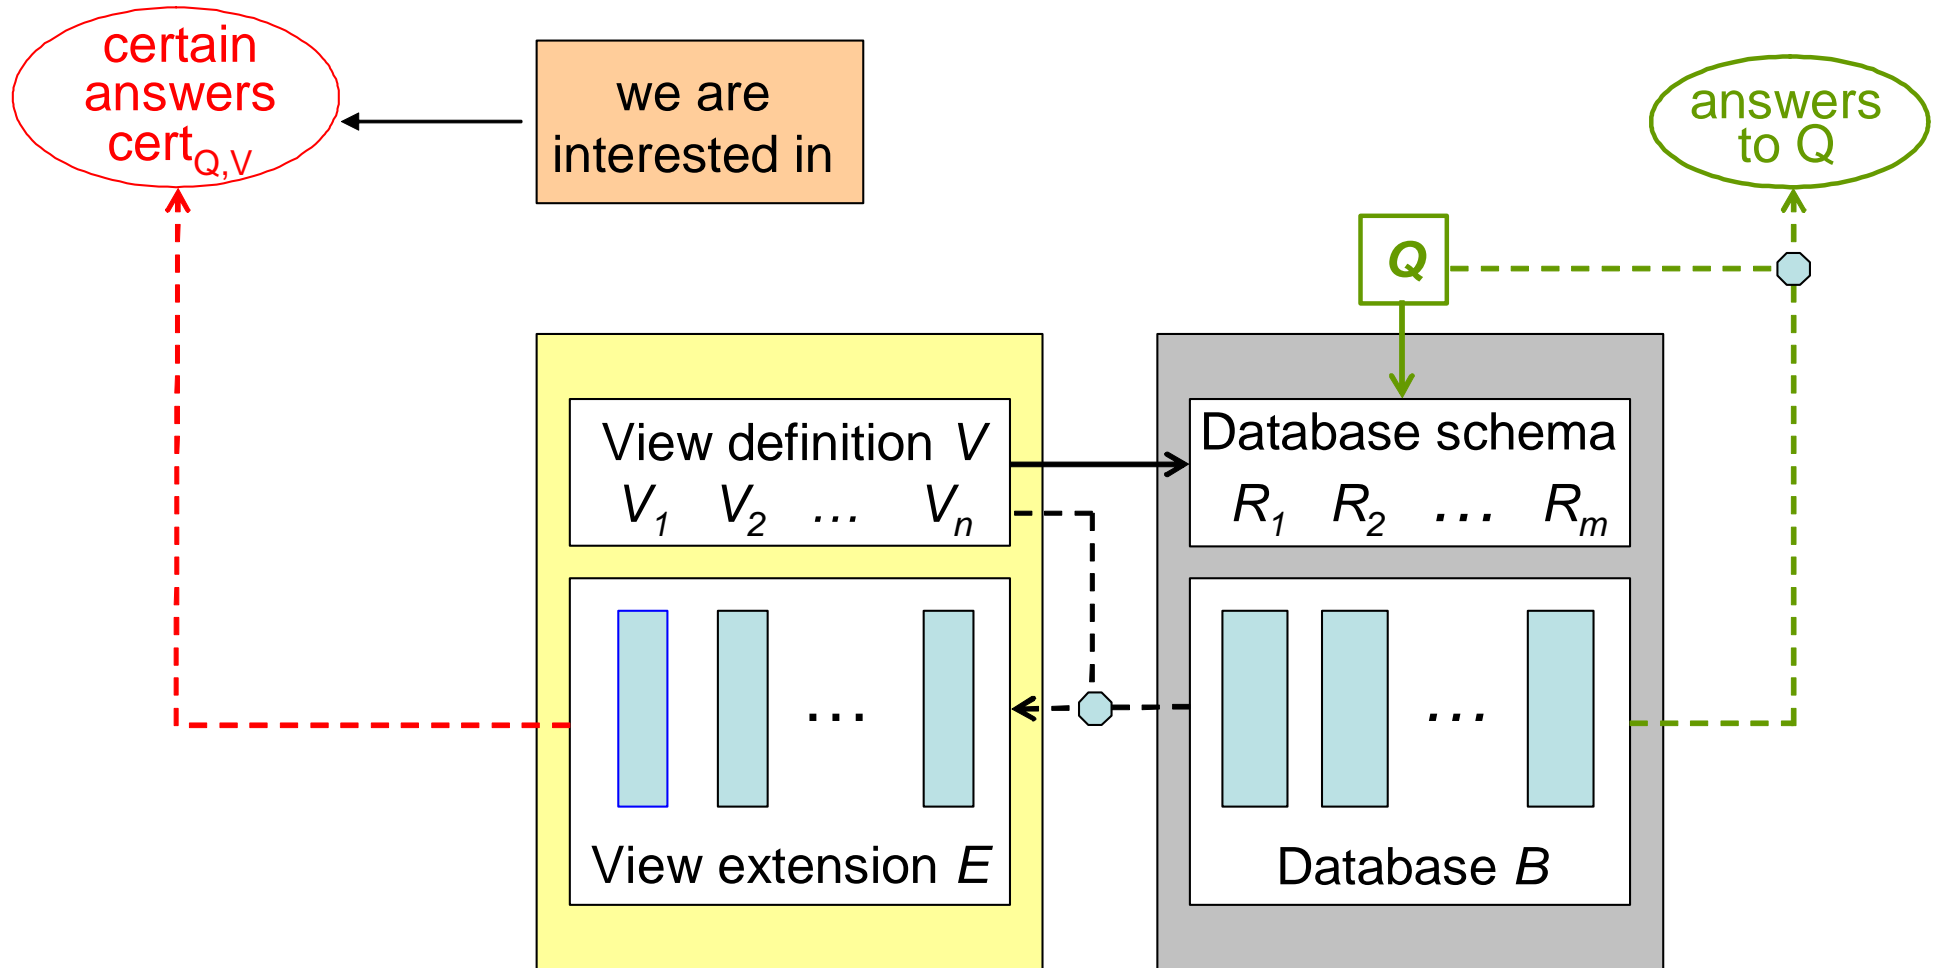 certain
answers
cert_Q,V
we are
interested in
answers
to Q
Q
View definition V
V_1 V_2 ... V_n
Database schema
R_1 R_2 ... R_m
...
View extension E
...
Database B